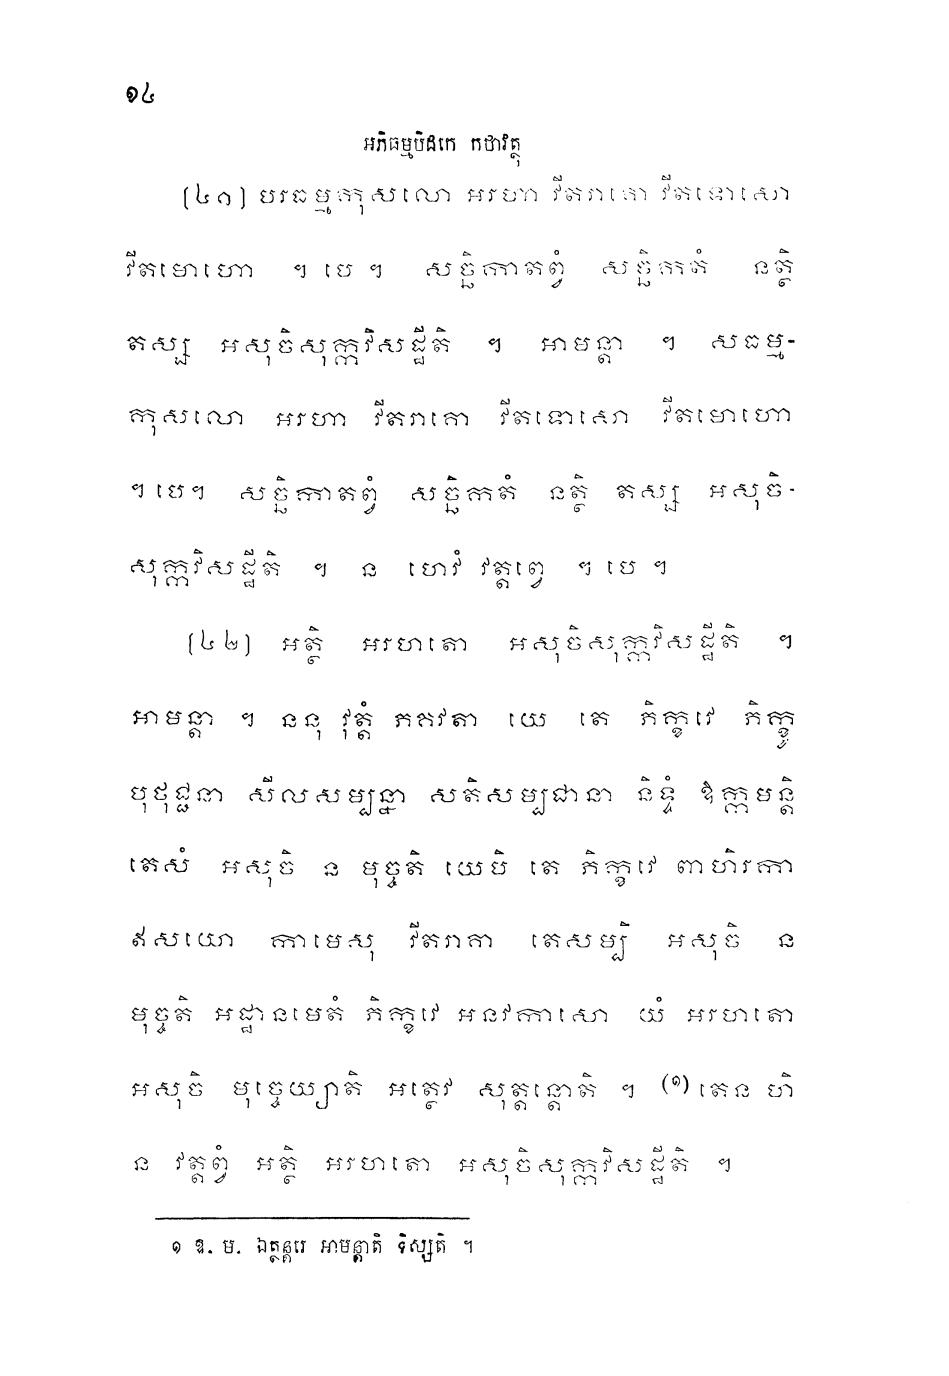 ១៤
អភិធម្មបិដកេ កថាវត្ថុ
(៤១) បរធម្មកុសលោ អរហា វីតរាគោ វីតទោសោ
វីតមោហោ ។ បេ ។ សច្ឆិកាតព្វំ សច្ឆិកតំ នត្ថិ
តស្ស អសុចិសុក្កវិសដ្ឋីតិ ។ អាមន្តា ។ សធម្ម-
កុសលោ អរហា វីតរាគោ វីតទោសោ វីតមោហោ
។ បេ។ សច្ឆិកាតព្វំ សច្ឆិកតំ នត្ថិ តស្ស អសុចិ-
សុក្កវិសដ្ឋីតិ ។ ន ហេវំ វត្តព្វេ ។ បេ ។
(៤២) អត្ថិ អរហតោ អសុចិសុក្កវិសដ្ឋីតិ ។
អាមន្តា ។ ននុ វុត្តំ ភគវតា យេ តេ ភិក្ខវេ ភិក្ខូ
បុថុជ្ជនា សីលសម្បន្នា សតិសម្បជានា និទ្ទំ ឱក្កមន្តិ
តេសំ អសុចិ ន មុច្ចតិ យេបិ តេ ភិក្ខវេ ពាហិរកា
ឥសយោ កាមេសុ វីតរាគា តេសម្បិ អសុចិ ន
មុច្ចតិ អដ្ឋានមេតំ ភិក្ខវេ អនវកាសោ យំ អរហតោ
អសុចិ មុច្ចេយ្យាតិ អត្ថេវ សុត្តន្តោតិ ។ (១) តេន ហិ
ន វត្តព្វំ អត្ថិ អរហតោ អសុចិសុក្កវិសដ្ឋីតិ ។
១ ឱ. ម. ឯត្ថន្តរេ អាមន្តាតិ ទិស្សតិ ។